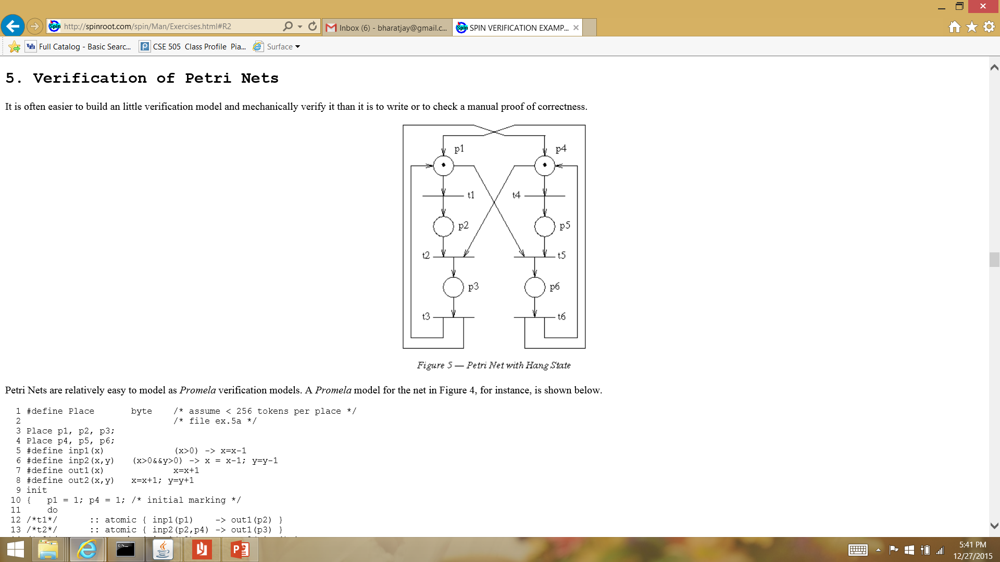 http://spinroot.com/spin/Man/Exercises.html#R2
Inbox (6) - bharatjay@gmail.c...
SPIN VERIFICATION EXAMP...
Full Catalog - Basic Searc...
CSE 505 Class Profile Pia...
Surface
5. Verification of Petri Nets
It is often easier to build an little verification model and mechanically verify it than it is to write or to check a manual proof of correctness.
p1
p4
t1
t4
p2
p5
t2
t5
p3
p6
t3
t6
Figure 5 — Petri Net with Hang State
Petri Nets are relatively easy to model as Promela verification models. A Promela model for the net in Figure 4, for instance, is shown below.
1 #define Place byte /* assume < 256 tokens per place */
2 /* file ex.5a */
3 Place p1, p2, p3;
4 Place p4, p5, p6;
5 #define inp1(x) (x>0) -> x=x-1
6 #define inp2(x,y) (x>0&&y>0) -> x = x-1; y=y-1
7 #define out1(x) x=x+1
8 #define out2(x,y) x=x+1; y=y+1
9 init
10 { p1 = 1; p4 = 1; /* initial marking */
11 do
12 /*t1*/ :: atomic { inp1(p1) -> out1(p2) }
13 /*t2*/ :: atomic { inp2(p2,p4) -> out1(p3) }
5:41 PM
12/27/2015